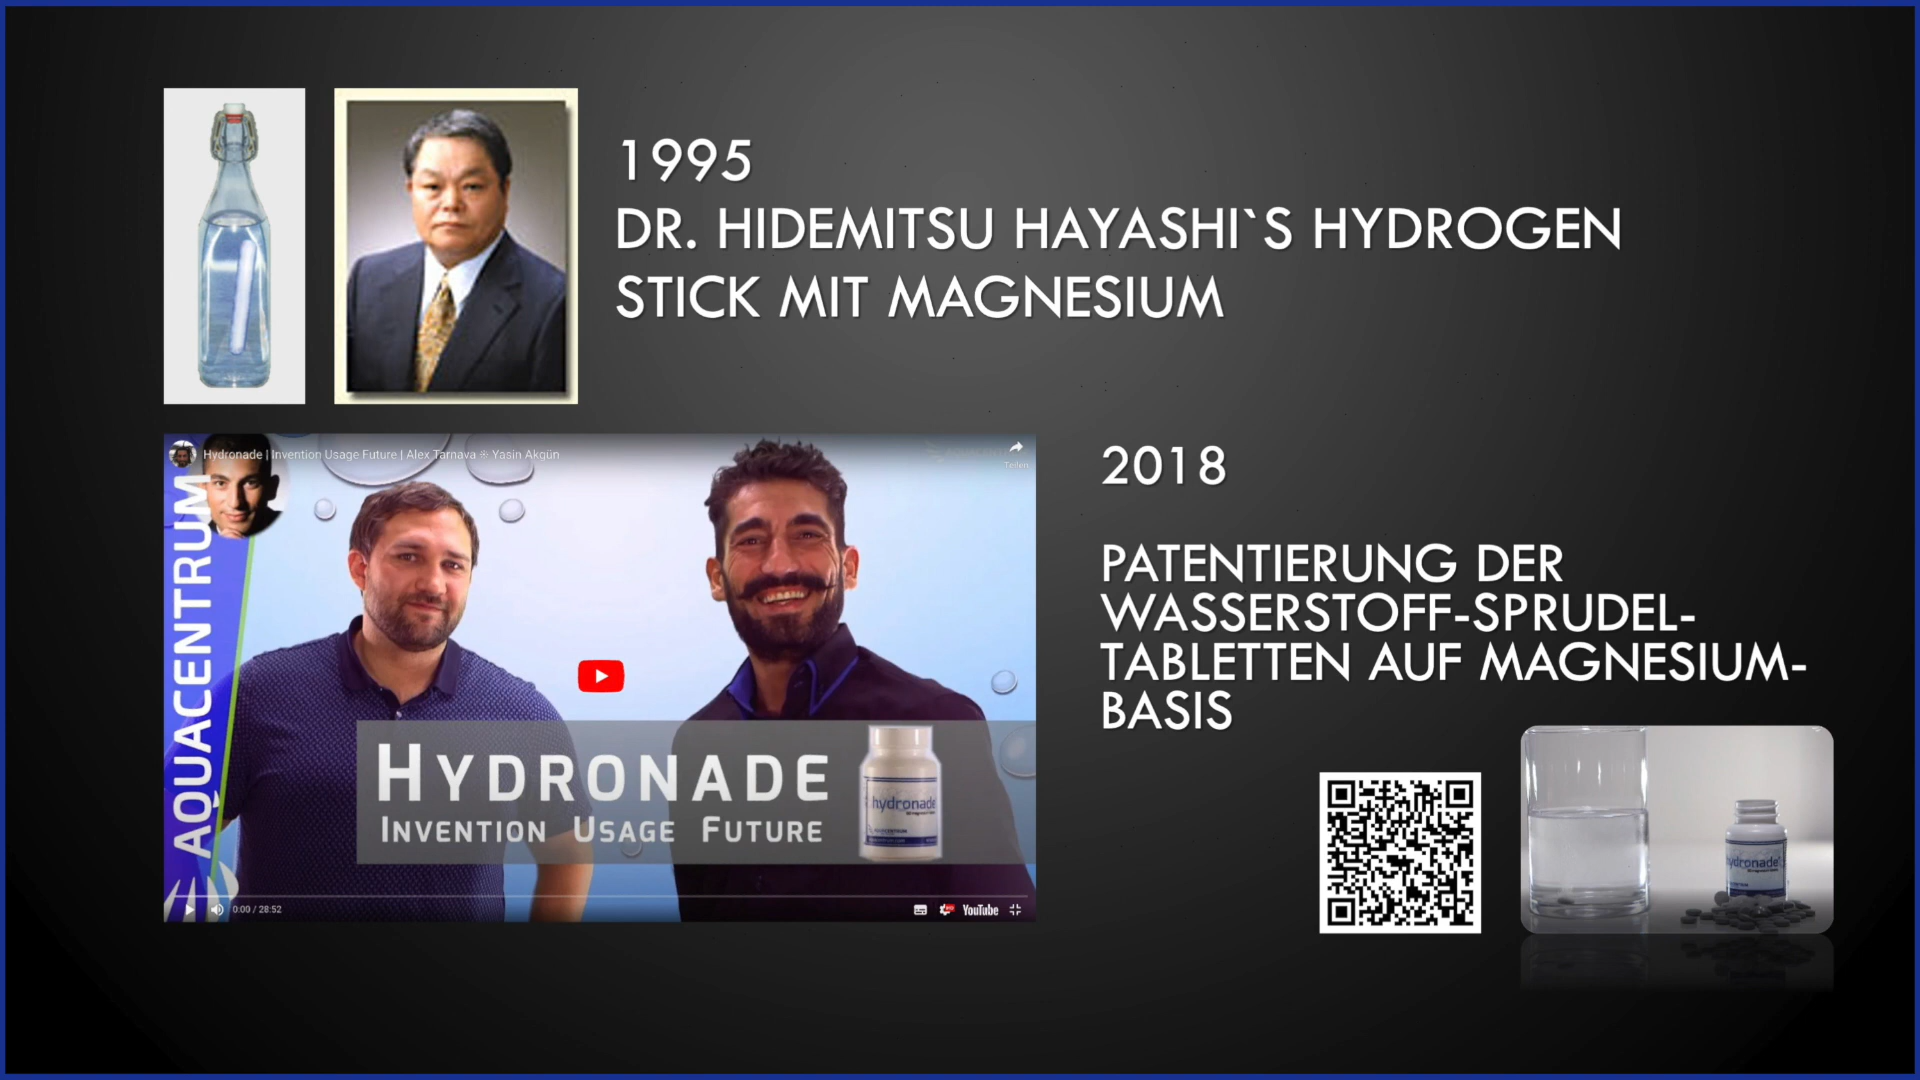 1995
DR. HIDEMITSU HAYASHI`S HYDROGEN
STICK MIT MAGNESIUM
Hydronade | Invention Usage Future | Alex Tarnava ※ Yasin Akgün
Teilen
AQUACENTRUM
HYDRONADE
INVENTION USAGE FUTURE
hydronade
0:00 / 28:52
YouTube
2018
PATENTIERUNG DER
WASSERSTOFF-SPRUDEL-
TABLETTEN AUF MAGNESIUM-
BASIS
hydronade